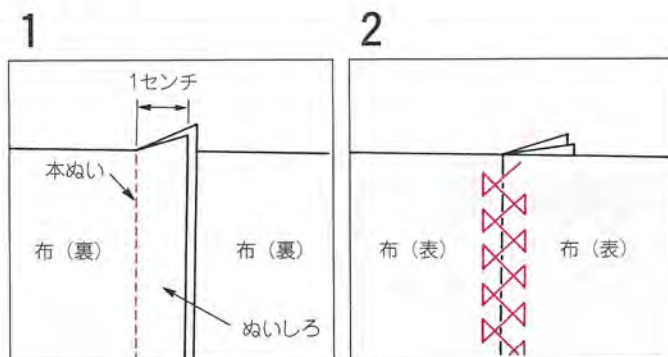 1
1センチ
本ぬい
布（裏）
布（裏）
ぬいしろ
2
布（表）
布（表）